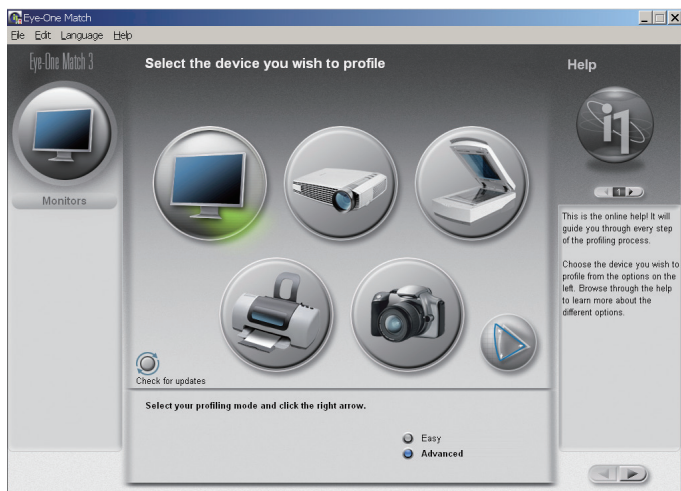 Eye-One Match
File Edit Language Help
Eye-One Match 3
Monitors
Select the device you wish to profile
Check for updates
Select your profiling mode and click the right arrow.
Easy
Advanced
Help
i1
This is the online help! It will
guide you through every step
of the profiling process.
Choose the device you wish to
profile from the options on the
left. Browse through the help
to learn more about the
different options.